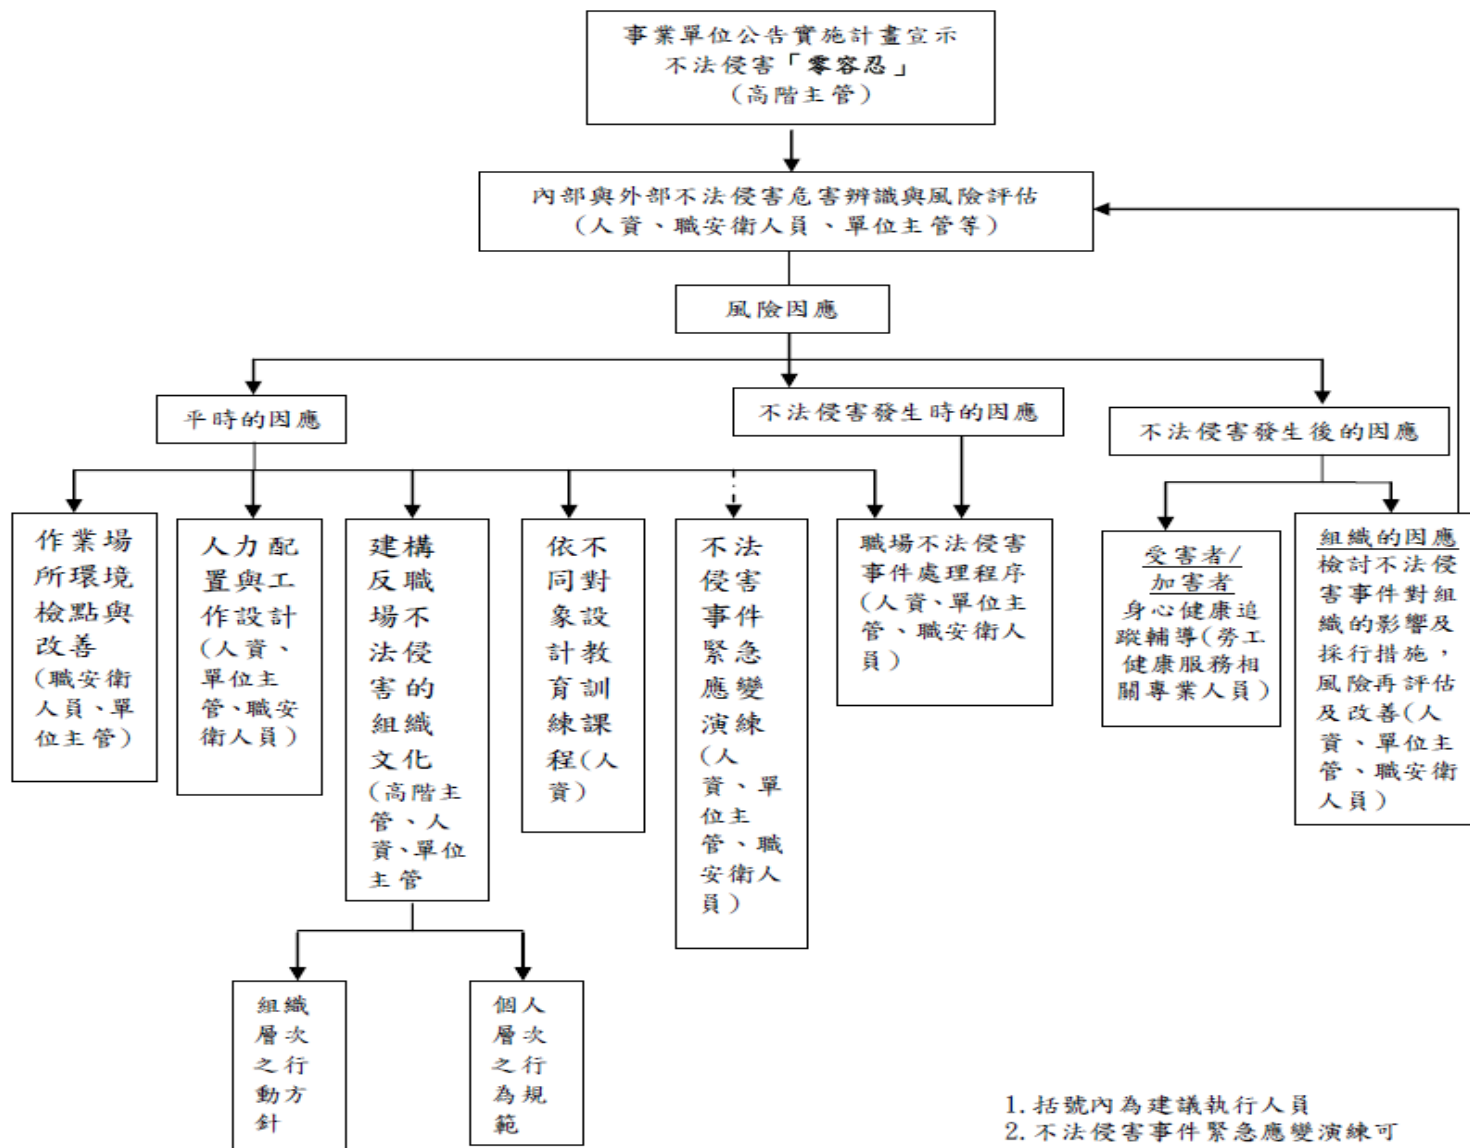 事業單位公告實施計畫宣示
不法侵害「零容忍」
(高階主管)
內部與外部不法侵害危害辨識與風險評估
(人資、職安衛人員、單位主管等)
風險因應
平時的因應
不法侵害發生時的因應
不法侵害發生後的因應
作業場
所環境
檢點與
改善
(職安衛
人員、單
位主管)
人力配
置與工
作設計
(人資、
單位主
管、職安
衛人員)
建構
反職
場不
法侵
害的
組織
文化
(高階主
管、人
資、單位
主管
依不
同對
象設
計教
育訓
練課
程(人
資)
不法
侵害
事件
緊急
應變
演練
(人
資、單
位主
管、職
安衛人
員)
職場不法侵害
事件處理程序
(人資、單位主
管、職安衛人
員)
受害者/
加害者
身心健康追
蹤輔導(勞工
健康服務相
關專業人員)
組織的因應
檢討不法侵
害事件對組
織的影響及
採行措施，
風險再評估
及改善(人
資、單位主
管、職安衛
人員)
組織
層次
之行
動方
針
個人
層次
之行
為規
範
1. 括號內為建議執行人員
2. 不法侵害事件緊急應變演練可